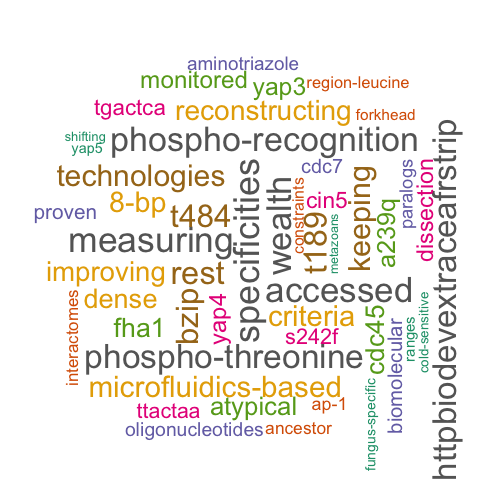 aminotriazole
monitored
yap3
region-leucine
tgactca
reconstructing
forkhead
shifting
phospho-recognition
yap5
technologies
cdc7
proven
8-bp
t484
specificities
wealth
constraints
cin5
metazoans
keeping
a239q
paralogs
dissection
httpbiodevextraceafrstrip
measuring
t189
improving
rest
accessed
interactomes
dense
bzip
yap4
criteria
fha1
s242f
cdc45
biomolecular
ranges
cold-sensitive
phospho-threonine
microfluidics-based
fungus-specific
ttactaa
atypical
ap-1
oligonucleotides
ancestor